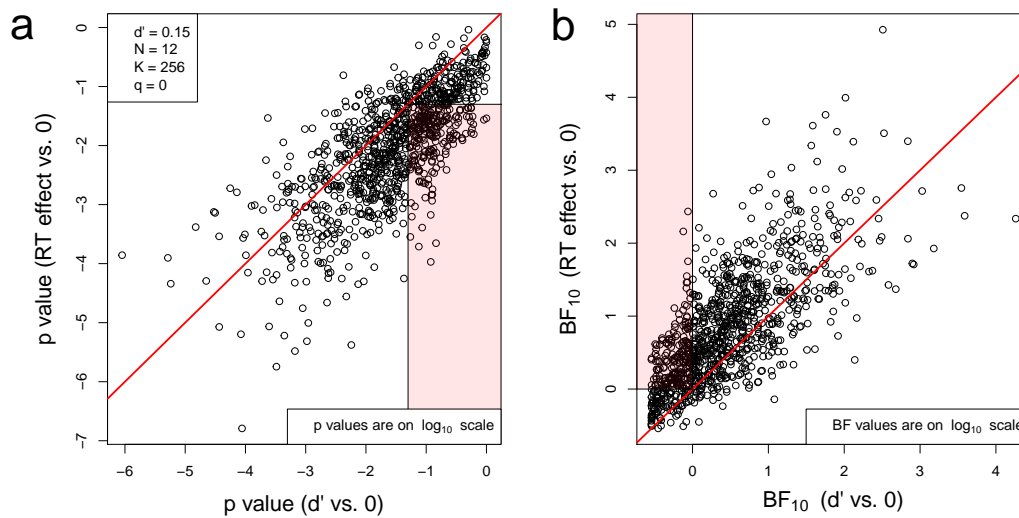 a
d' = 0.15
N = 12
K = 256
q = 0
p value (RT effect vs. 0)
0
−1
−2
−3
−4
−5
−6
−7
p values are on log10 scale
−6 −5 −4 −3 −2 −1 0
p value (d' vs. 0)
b
BF10 (RT effect vs. 0)
5
4
3
2
1
0
BF values are on log10 scale
0 1 2 3 4
BF10 (d' vs. 0)